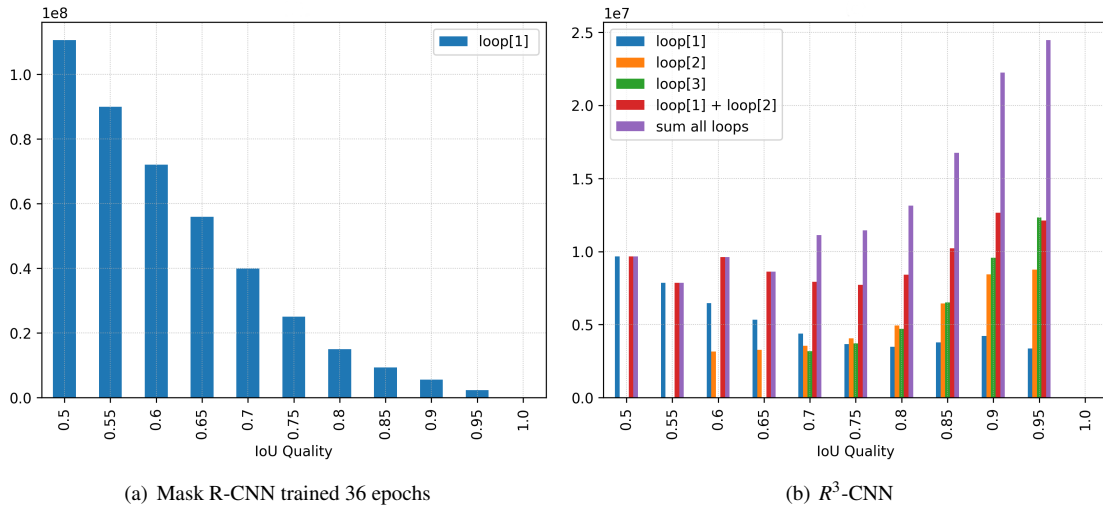 1e8
loop[1]
1.0
0.8
0.6
0.4
0.2
0.0
0.5 0.55 0.6 0.65 0.7 0.75 0.8 0.85 0.9 0.95 1.0
IoU Quality
(a) Mask R-CNN trained 36 epochs
1e7
loop[1]
loop[2]
loop[3]
loop[1] + loop[2]
sum all loops
2.5
2.0
1.5
1.0
0.5
0.0
0.5 0.55 0.6 0.65 0.7 0.75 0.8 0.85 0.9 0.95 1.0
IoU Quality
(b) R³-CNN